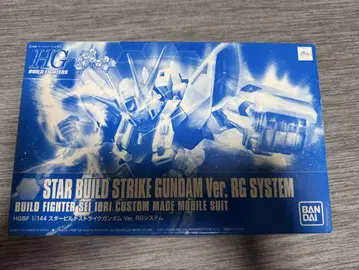 HG
BUILD FIGHTERS
STAR BUILD STRIKE GUNDAM Ver. RG SYSTEM
BUILD FIGHTER SEI IORI CUSTOM MADE MOBILE SUIT
HGBF 1/144 スタービルドストライクガンダム Ver. RGシステム
BAN
DAI